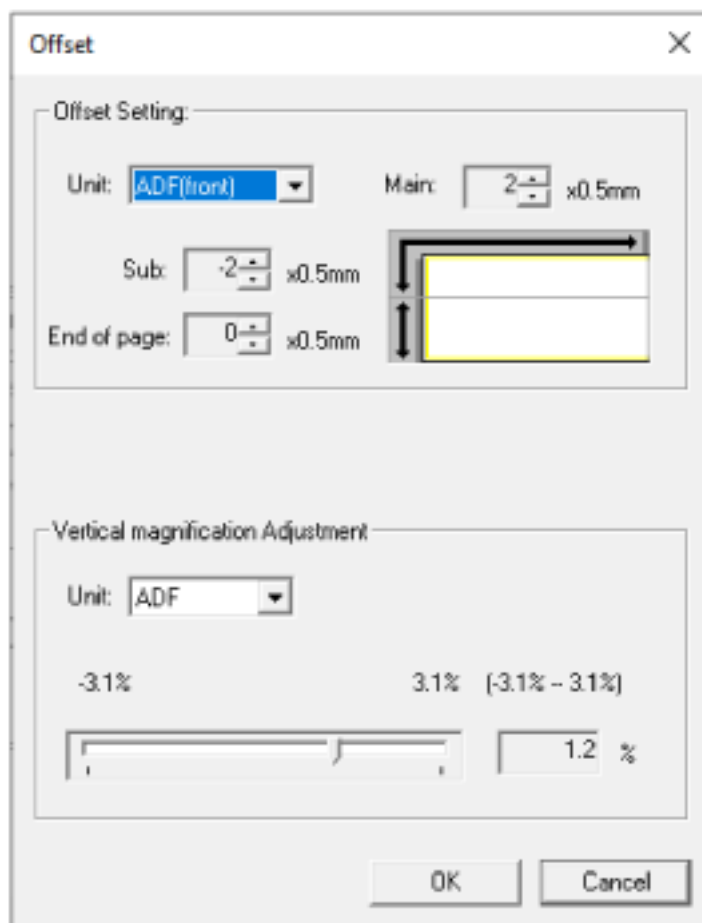 Offset
Offset Setting:
Unit: ADF(front) Main: 2 x0.5mm
Sub: -2 x0.5mm
End of page: 0 x0.5mm
Vertical magnification Adjustment
Unit: ADF
-3.1% 3.1% (-3.1% -- 3.1%)
1.2 %
OK Cancel